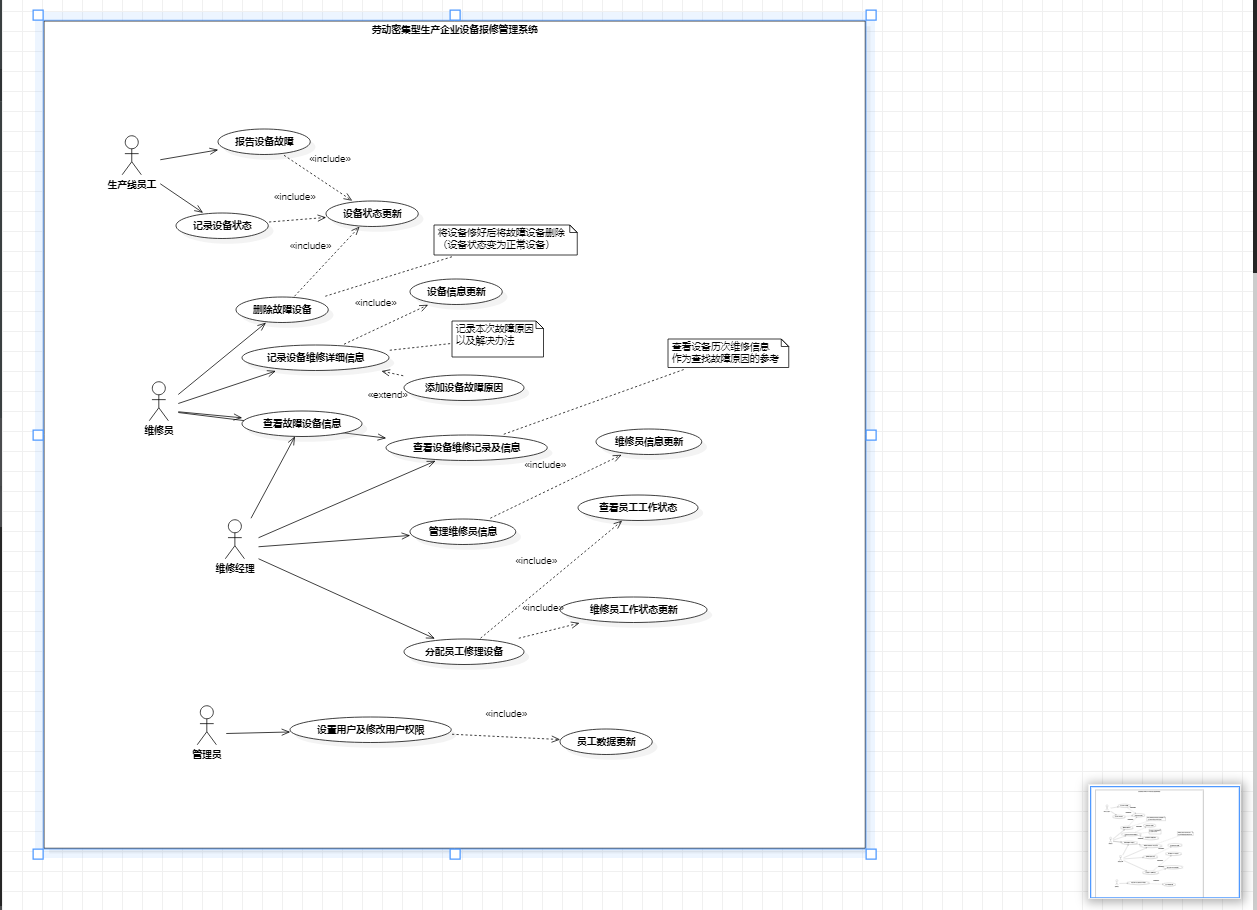 劳动密集型生产企业设备报修管理系统
报告设备故障
«include»
生产线员工
«include»
设备状态更新
记录设备状态
将设备修好后将故障设备删除
（设备状态变为正常设备）
«include»
设备信息更新
«include»
删除故障设备
记录本次故障原因
以及解决办法
查看设备历次维修信息
作为查找故障原因的参考
记录设备维修详细信息
添加设备故障原因
«extend»
维修员
查看故障设备信息
查看设备维修记录及信息
维修员信息更新
«include»
查看员工工作状态
管理维修员信息
«include»
维修经理
«include»
维修员工作状态更新
分配员工修理设备
«include»
设置用户及修改用户权限
员工数据更新
管理员